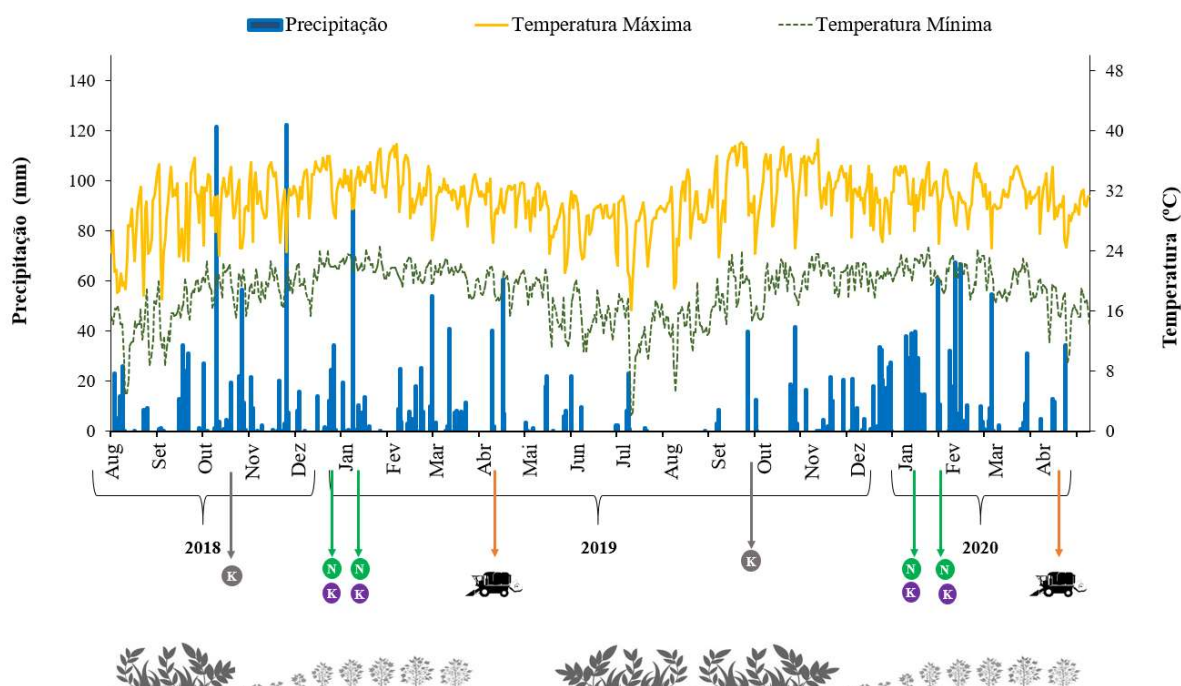 Precipitação Temperatura Máxima Temperatura Mínima
Precipitação (mm)
140
120
100
80
60
40
20
0
48
40
32
24
16
8
0
Temperatura (ºC)
Aug Set Out Nov Dez Jan Fev Mar Abr Mai Jun Jul Aug Set Out Nov Dez Jan Fev Mar Abr
2018 2019 2020
K N N K N N
K K K K